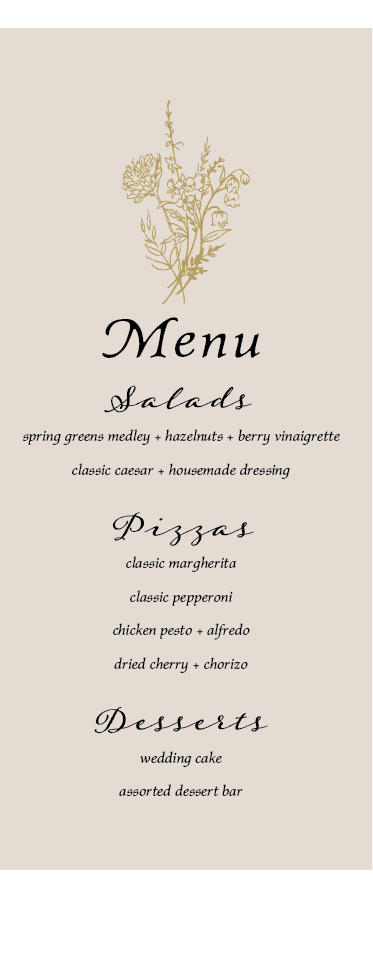 Menu
Salads
spring greens medley + hazelnuts + berry vinaigrette
classic caesar + housemade dressing
Pizzas
classic margherita
classic pepperoni
chicken pesto + alfredo
dried cherry + chorizo
Desserts
wedding cake
assorted dessert bar